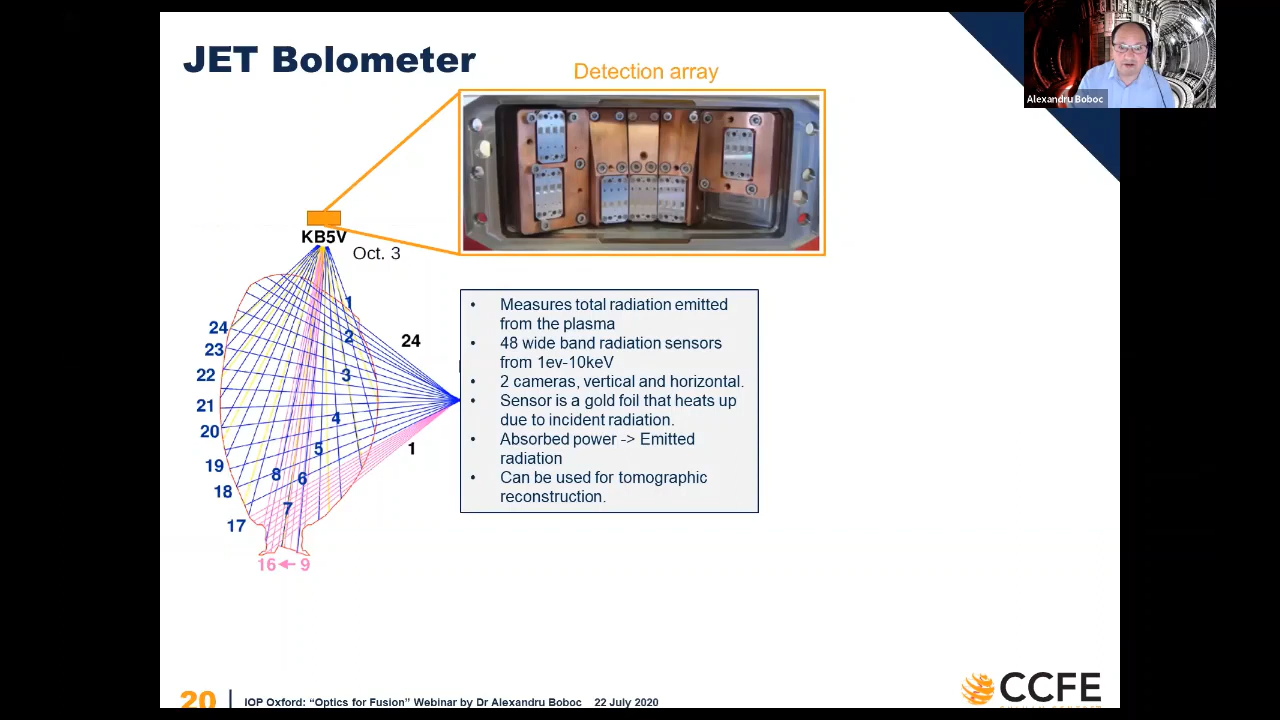 JET Bolometer
Detection array
Alexandru Boboc
KB5V
Oct. 3
1
2
3
4
5
6
7
8
24
23
22
21
20
19
18
17
16
9
24
1
• Measures total radiation emitted
from the plasma
• 48 wide band radiation sensors
from 1ev-10keV
• 2 cameras, vertical and horizontal.
• Sensor is a gold foil that heats up
due to incident radiation.
• Absorbed power -> Emitted
radiation
• Can be used for tomographic
reconstruction.
20
IOP Oxford: “Optics for Fusion” Webinar by Dr Alexandru Boboc 22 July 2020
CCFE